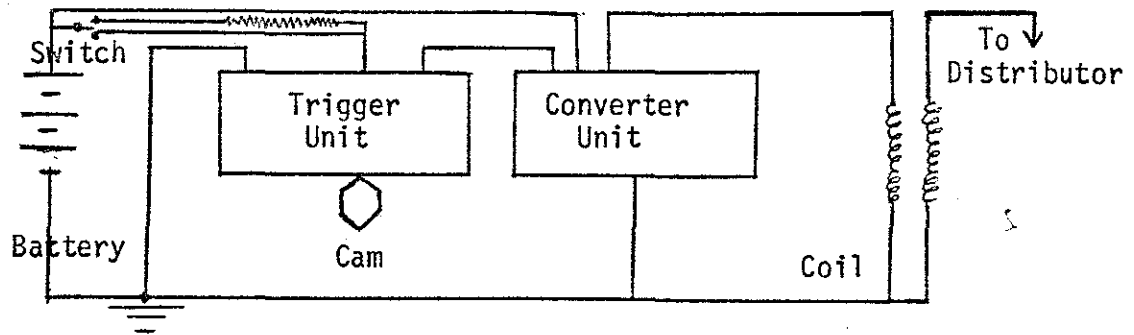 Switch
To
Distributor
Trigger
Unit
Converter
Unit
Battery
Cam
Coil